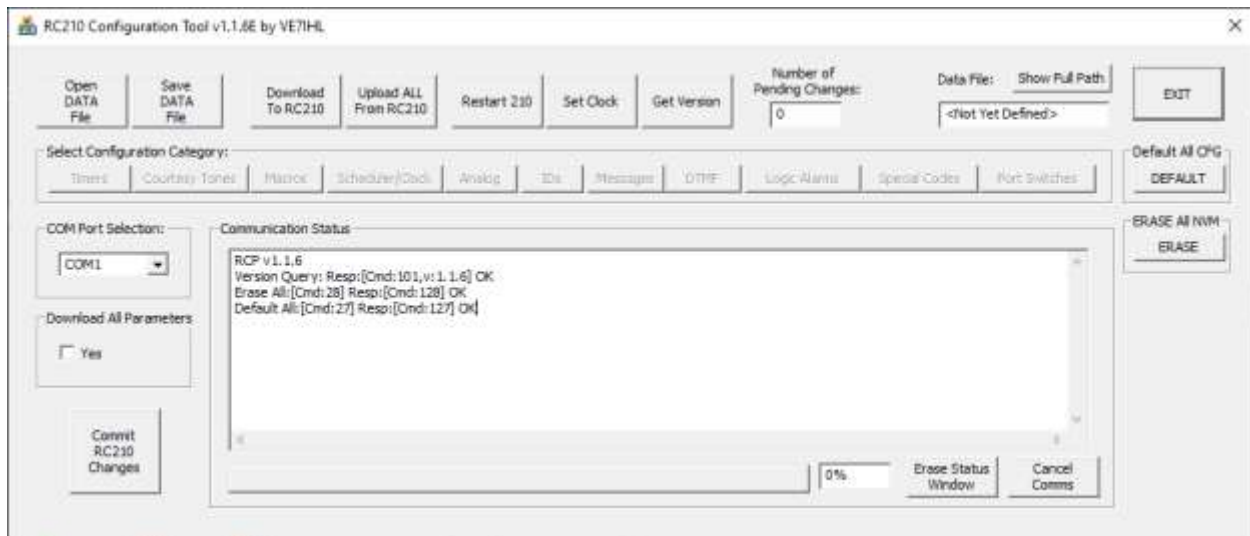 RC210 Configuration Tool v1.1.6E by VE7IHL
Open DATA File
Save DATA File
Download To RC210
Upload ALL From RC210
Restart 210
Set Clock
Get Version
Number of Pending Changes:
0
Data File:
Show Full Path
<Not Yet Defined>
EXIT
Select Configuration Category:
Timers
Courtesy Tones
Macros
Scheduler/Clock
Analog
IDs
Messages
DTMF
Logic Alarms
Special Codes
Port Switches
Default All CFG
DEFAULT
COM Port Selection:
COM1
Communication Status
RCP v1.1.6
Version Query: Resp:[Cmd:101,v:1.1.6] OK
Erase All:[Cmd:28] Resp:[Cmd:128] OK
Default All:[Cmd:27] Resp:[Cmd:127] OK
ERASE All NVM
ERASE
Download All Parameters
Yes
Commit RC210 Changes
0%
Erase Status Window
Cancel Comms